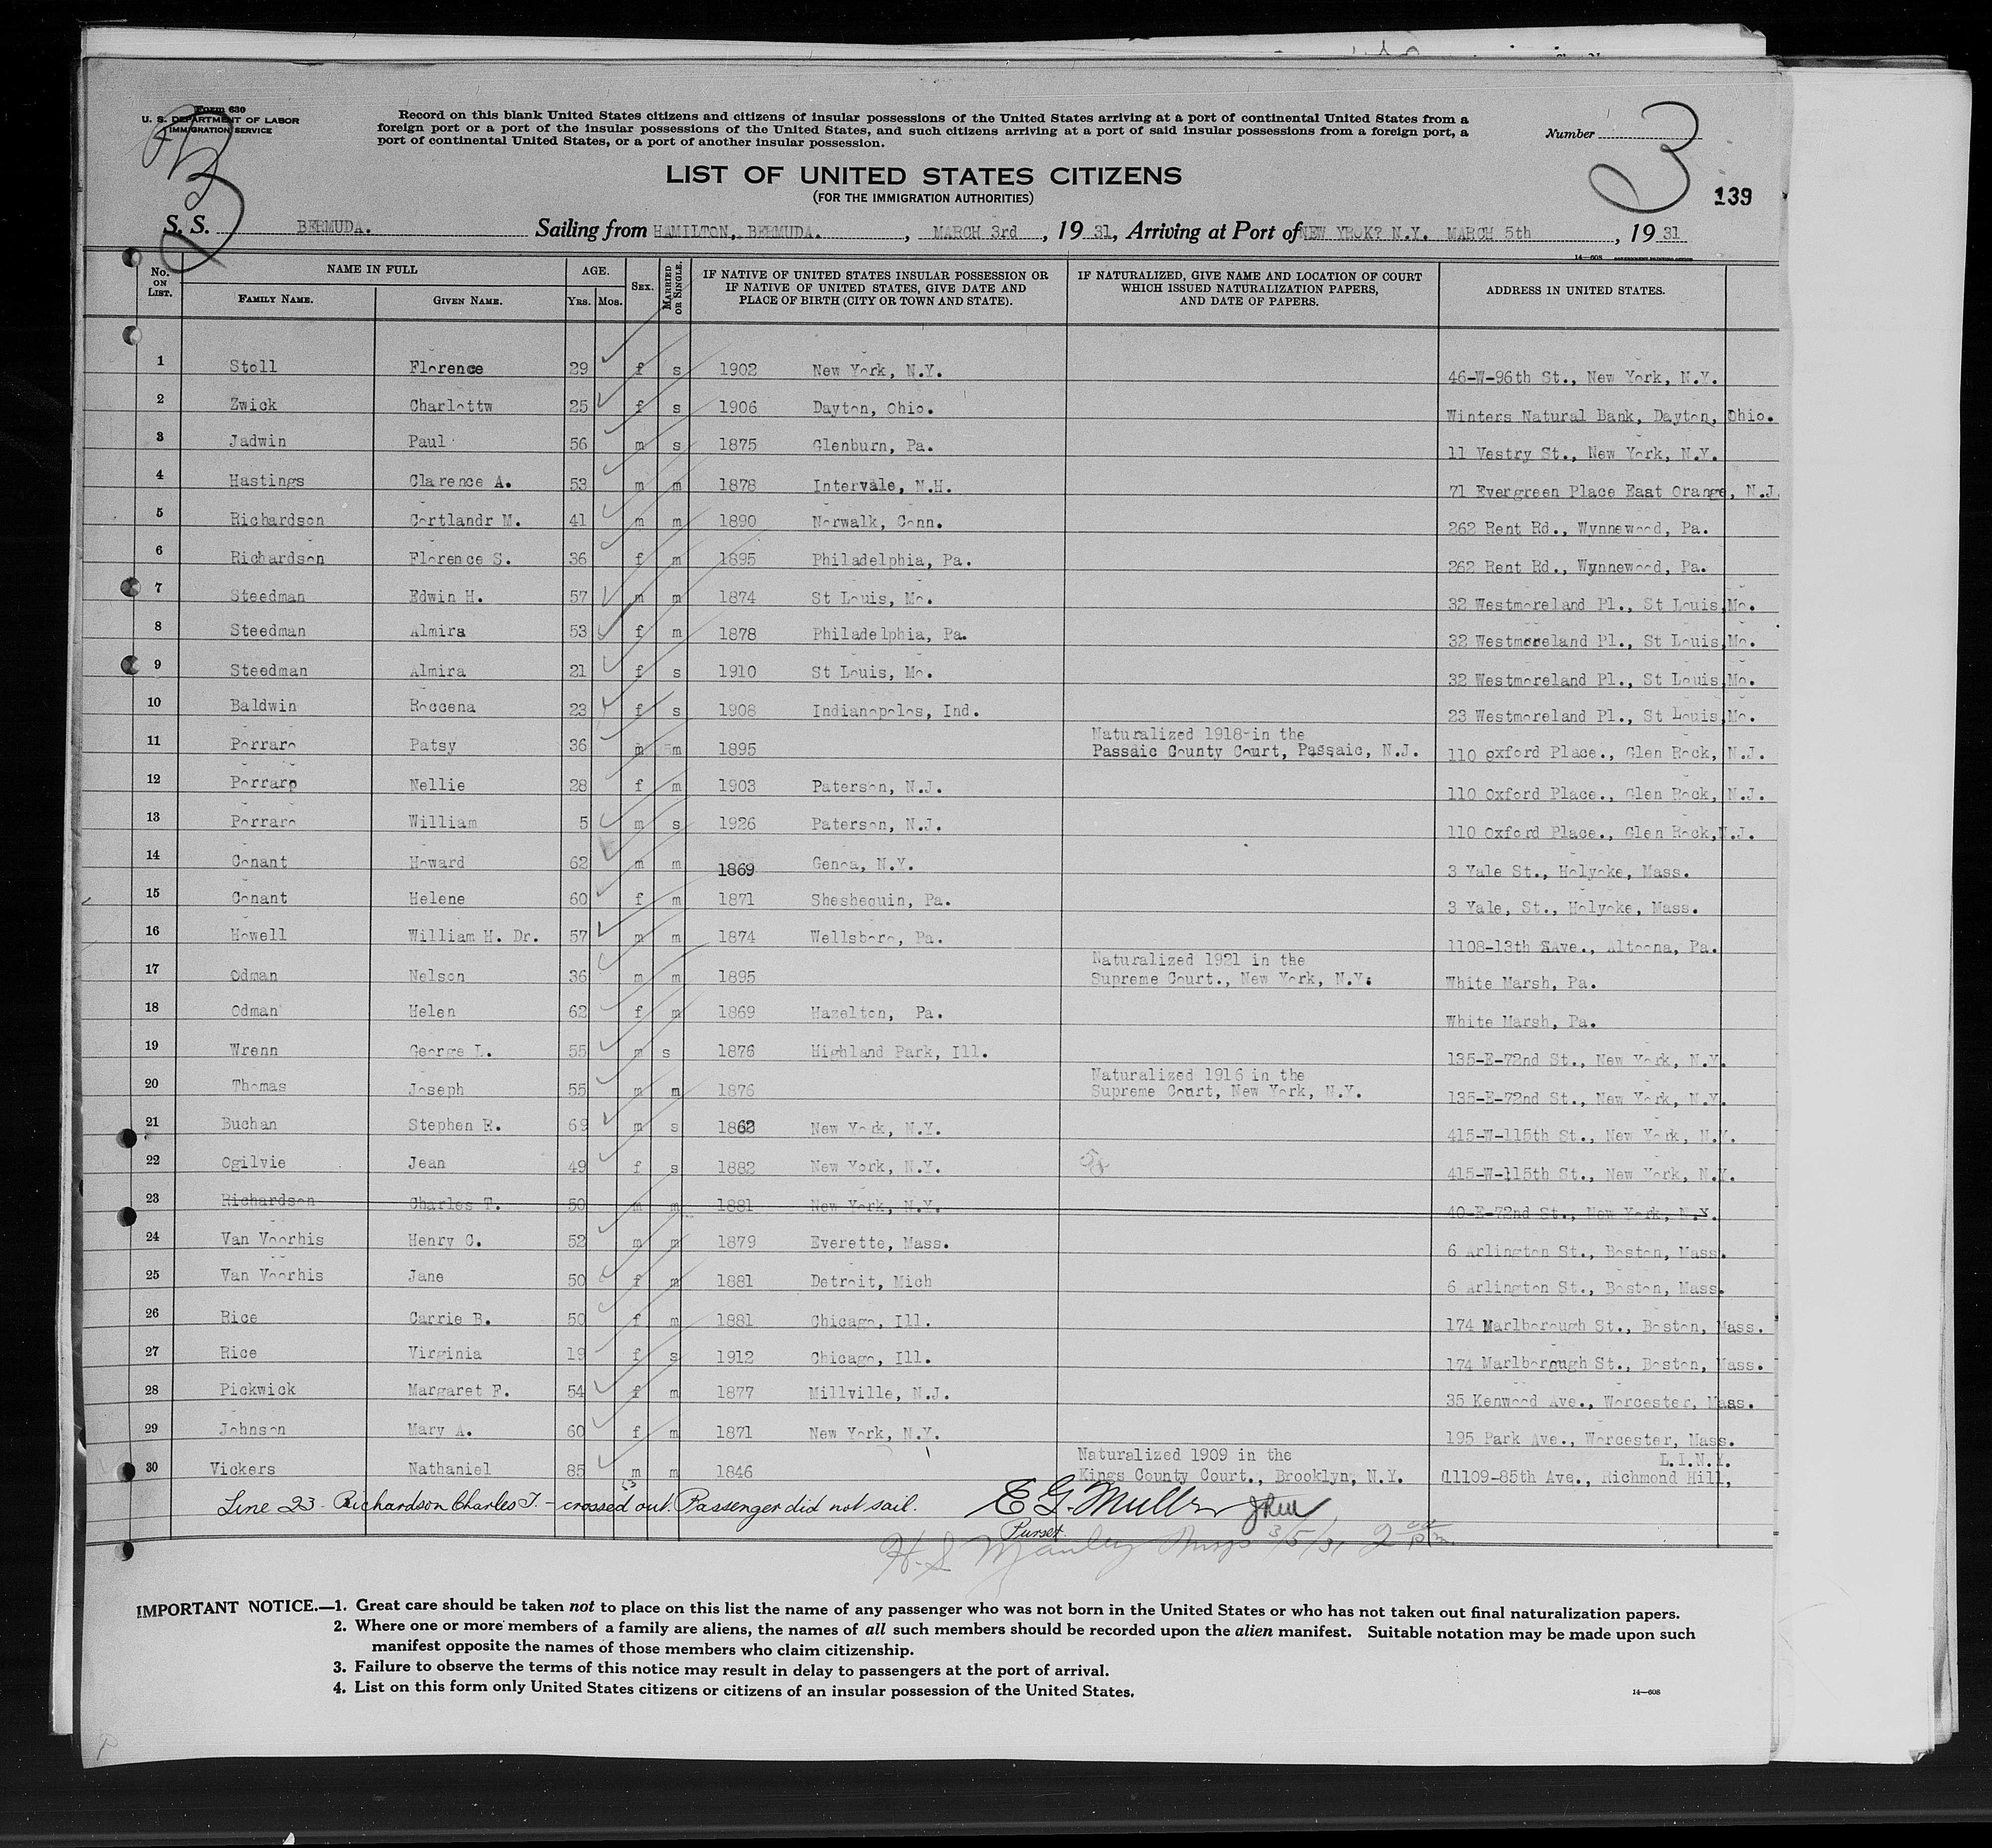 Form 630
U. S. DEPARTMENT OF LABOR
IMMIGRATION SERVICE
Record on this blank United States citizens and citizens of insular possessions of the United States arriving at a port of continental United States from a
foreign port or a port of the insular possessions of the United States, and such citizens arriving at a port of said insular possessions from a foreign port, a
port of continental United States, or a port of another insular possession.
Number
3
3
LIST OF UNITED STATES CITIZENS
(FOR THE IMMIGRATION AUTHORITIES)
139
S. S. BERMUDA. Sailing from HAMILTON, BERMUDA. , MARCH 3rd , 19 31, Arriving at Port of NEW YROK? N.Y. MARCH 5th , 19 31
14—608 GOVERNMENT PRINTING OFFICE
No. ON LIST. NAME IN FULL FAMILY NAME. GIVEN NAME. AGE. YRS. MOS. SEX. MARRIED OR SINGLE. IF NATIVE OF UNITED STATES INSULAR POSSESSION OR IF NATIVE OF UNITED STATES, GIVE DATE AND PLACE OF BIRTH (CITY OR TOWN AND STATE). IF NATURALIZED, GIVE NAME AND LOCATION OF COURT WHICH ISSUED NATURALIZATION PAPERS, AND DATE OF PAPERS. ADDRESS IN UNITED STATES.
1 Stoll Florence 29 f s 1902 New York, N.Y. 46-W-96th St., New York, N.Y.
2 Zwick Charlottw 25 f s 1906 Dayton, Ohio. Winters Natural Bank, Dayton, Ohio.
3 Jadwin Paul 56 m s 1875 Glenburn, Pa. 11 Vestry St., New York, N.Y.
4 Hastings Clarence A. 53 m m 1878 Intervale, N.H. 71 Evergreen Place East Orange, N.J.
5 Richardson Cortlandr M. 41 m m 1890 Norwalk, Conn. 262 Rent Rd., Wynnewood, Pa.
6 Richardson Florence S. 36 f m 1895 Philadelphia, Pa. 262 Rent Rd., Wynnewood, Pa.
7 Steedman Edwin H. 57 m m 1874 St Louis, Mo. 32 Westmoreland Pl., St Louis, Mo.
8 Steedman Almira 53 f m 1878 Philadelphia, Pa. 32 Westmoreland Pl., St Louis, Mo.
9 Steedman Almira 21 f s 1910 St Louis, Mo. 32 Westmoreland Pl., St Louis, Mo.
10 Baldwin Roccena 23 f s 1908 Indianopolos, Ind. 23 Westmoreland Pl., St Louis, Mo.
11 Porraro Patsy 36 m m 1895 Naturalized 1918-in the Passaic County Court, Passaic, N.J. 110 oxford Place., Glen Rock, N.J.
12 Porraro Nellie 28 f m 1903 Paterson, N.J. 110 Oxford Place., Glen Rock, N.J.
13 Porraro William 5 m s 1926 Paterson, N.J. 110 Oxford Place., Glen Rock, N.J.
14 Conant Howard 62 m m 1869 Genoa, N.Y. 3 Yale St., Holyoke, Mass.
15 Conant Helene 60 f m 1871 Sheshequin, Pa. 3 Yale, St., Holyoke, Mass.
16 Howell William H. Dr. 57 m m 1874 Wellsboro, Pa. 1108-13th Ave., Altoona, Pa.
17 Odman Nelson 36 m m 1895 Naturalized 1921 in the Supreme Court., New York, N.Y. White Marsh, Pa.
18 Odman Helen 62 f m 1869 Hazelton, Pa. White Marsh, Pa.
19 Wrenn George L. 55 m s 1876 Highland Park, Ill. 135-E-72nd St., New York, N.Y.
20 Thomas Joseph 55 m m 1876 Naturalized 1916 in the Supreme Court, New York, N.Y. 135-E-72nd St., New York, N.Y.
21 Buchan Stephen R. 69 m s 1862 New York, N.Y. 415-W-115th St., New York, N.Y.
22 Ogilvie Jean 49 f s 1882 New York, N.Y. 415-W-115th St., New York, N.Y.
23 Richardson Charles T. 50 m m 1881 New York, N.Y. 40-E-72nd St., New York, N.Y.
24 Van Voorhis Henry C. 52 m m 1879 Everette, Mass. 6 Arlington St., Boston, Mass.
25 Van Voorhis Jane 50 f m 1881 Detroit, Mich 6 Arlington St., Boston, Mass.
26 Rice Carrie B. 50 f m 1881 Chicago, Ill. 174 Marlborough St., Boston, Mass.
27 Rice Virginia 19 f s 1912 Chicago, Ill. 174 Marlborough St., Boston, Mass.
28 Pickwick Margaret F. 54 f m 1877 Millville, N.J. 35 Kenwood Ave., Worcester, Mass.
29 Johnson Mary A. 60 f m 1871 New York, N.Y. 195 Park Ave., Worcester, Mass.
30 Vickers Nathaniel 85 m m 1846 Naturalized 1909 in the Kings County Court., Brooklyn, N.Y. 11109-85th Ave., Richmond Hill, L.I.N.Y.
Line 23 - Richardson Charles T. - crossed out. Passenger did not sail. E G. Muller
Purser.
H. S Manley 3/5/31 2 00 pm.
IMPORTANT NOTICE.—1. Great care should be taken not to place on this list the name of any passenger who was not born in the United States or who has not taken out final naturalization papers.
2. Where one or more members of a family are aliens, the names of all such members should be recorded upon the alien manifest. Suitable notation may be made upon such
manifest opposite the names of those members who claim citizenship.
3. Failure to observe the terms of this notice may result in delay to passengers at the port of arrival.
4. List on this form only United States citizens or citizens of an insular possession of the United States.
14—608